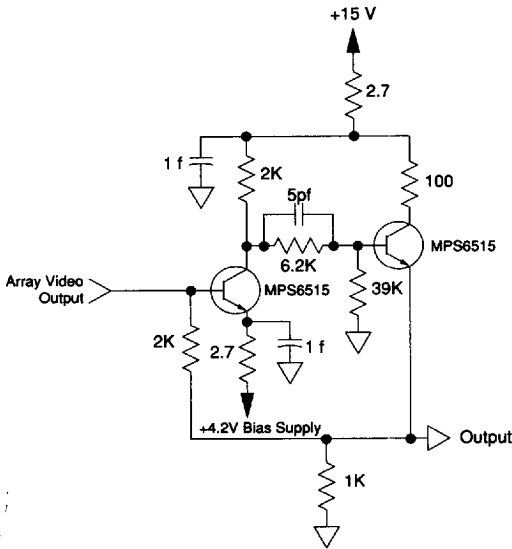 +15 V
2.7
1 f
2K
5pf
100
6.2K
MPS6515
Array Video
Output
MPS6515
39K
2K
2.7
1 f
+4.2V Bias Supply
Output
1K